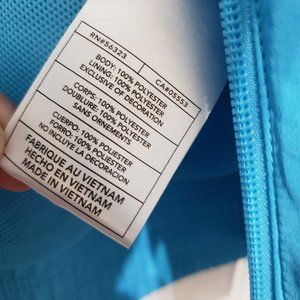 RN#56323 CA#05553
BODY: 100% POLYESTER
LINING: 100% POLYESTER
EXCLUSIVE OF DECORATION
CORPS: 100% POLYESTER
DOUBLURE: 100% POLYESTER
SANS ORNEMENTS
CUERPO: 100% POLIESTER
FORRO: 100% POLIESTER
NO INCLUYE LA DECORACION
FABRIQUE AU VIETNAM
HECHO EN VIETNAM
MADE IN VIETNAM